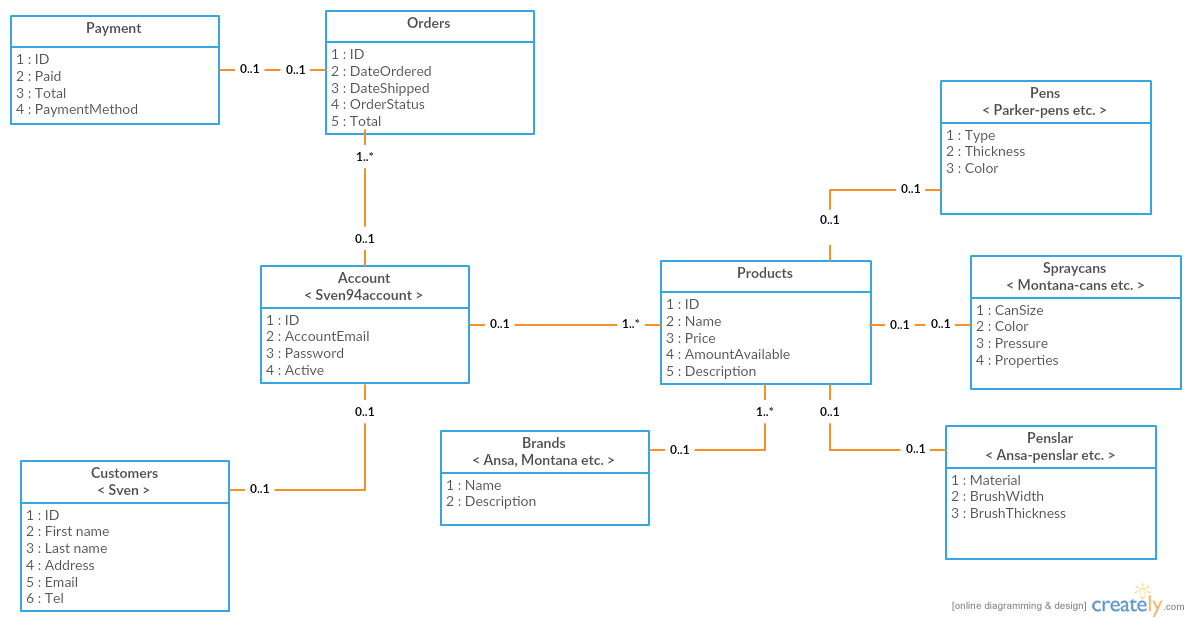 Payment
1 : ID
2 : Paid
3 : Total
4 : PaymentMethod
0..1
0..1
Orders
1 : ID
2 : DateOrdered
3 : DateShipped
4 : OrderStatus
5 : Total
1..*
0..1
Account
< Sven94account >
1 : ID
2 : AccountEmail
3 : Password
4 : Active
0..1
1..*
0..1
0..1
Customers
< Sven >
1 : ID
2 : First name
3 : Last name
4 : Address
5 : Email
6 : Tel
Products
1 : ID
2 : Name
3 : Price
4 : AmountAvailable
5 : Description
0..1
0..1
Pens
< Parker-pens etc. >
1 : Type
2 : Thickness
3 : Color
0..1
0..1
Spraycans
< Montana-cans etc. >
1 : CanSize
2 : Color
3 : Pressure
4 : Properties
1..*
0..1
Brands
< Ansa, Montana etc. >
1 : Name
2 : Description
0..1
0..1
Penslar
< Ansa-penslar etc. >
1 : Material
2 : BrushWidth
3 : BrushThickness
[online diagramming & design] creately.com